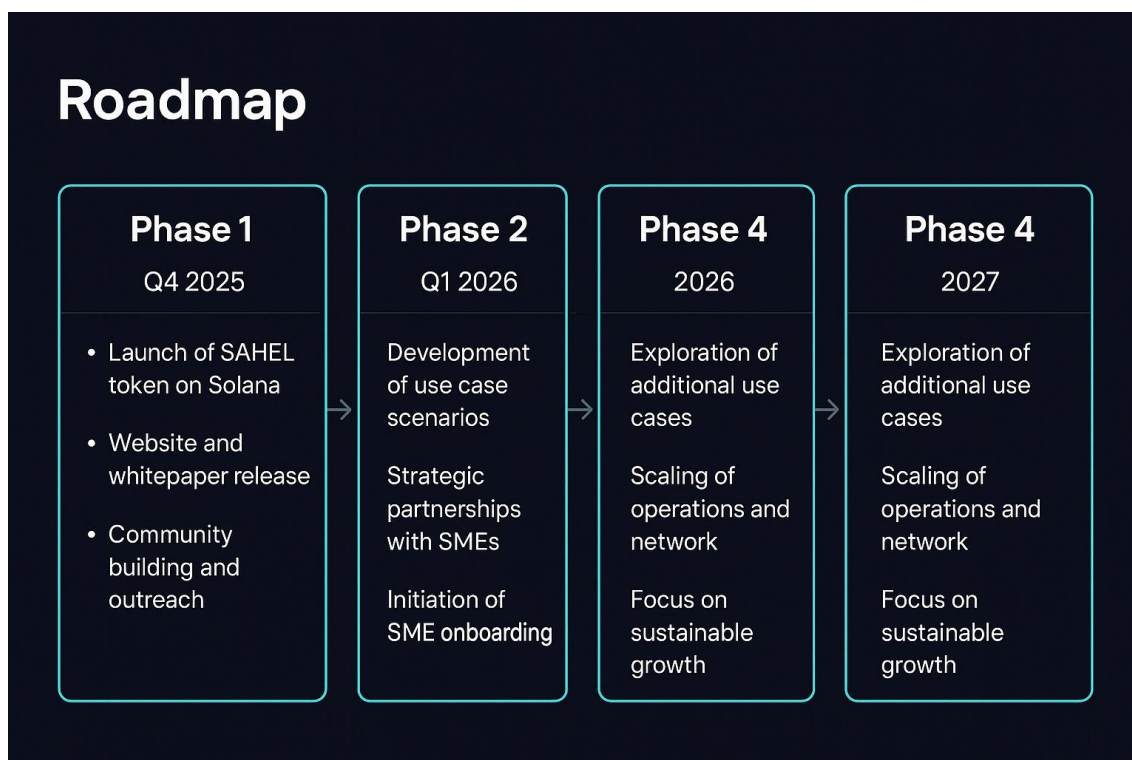 Roadmap
Phase 1
Q4 2025
• Launch of SAHEL
token on Solana
• Website and
whitepaper release
• Community
building and
outreach
Phase 2
Q1 2026
Development
of use case
scenarios
Strategic
partnerships
with SMEs
Initiation of
SME onboarding
Phase 4
2026
Exploration of
additional use
cases
Scaling of
operations and
network
Focus on
sustainable
growth
Phase 4
2027
Exploration of
additional use
cases
Scaling of
operations and
network
Focus on
sustainable
growth